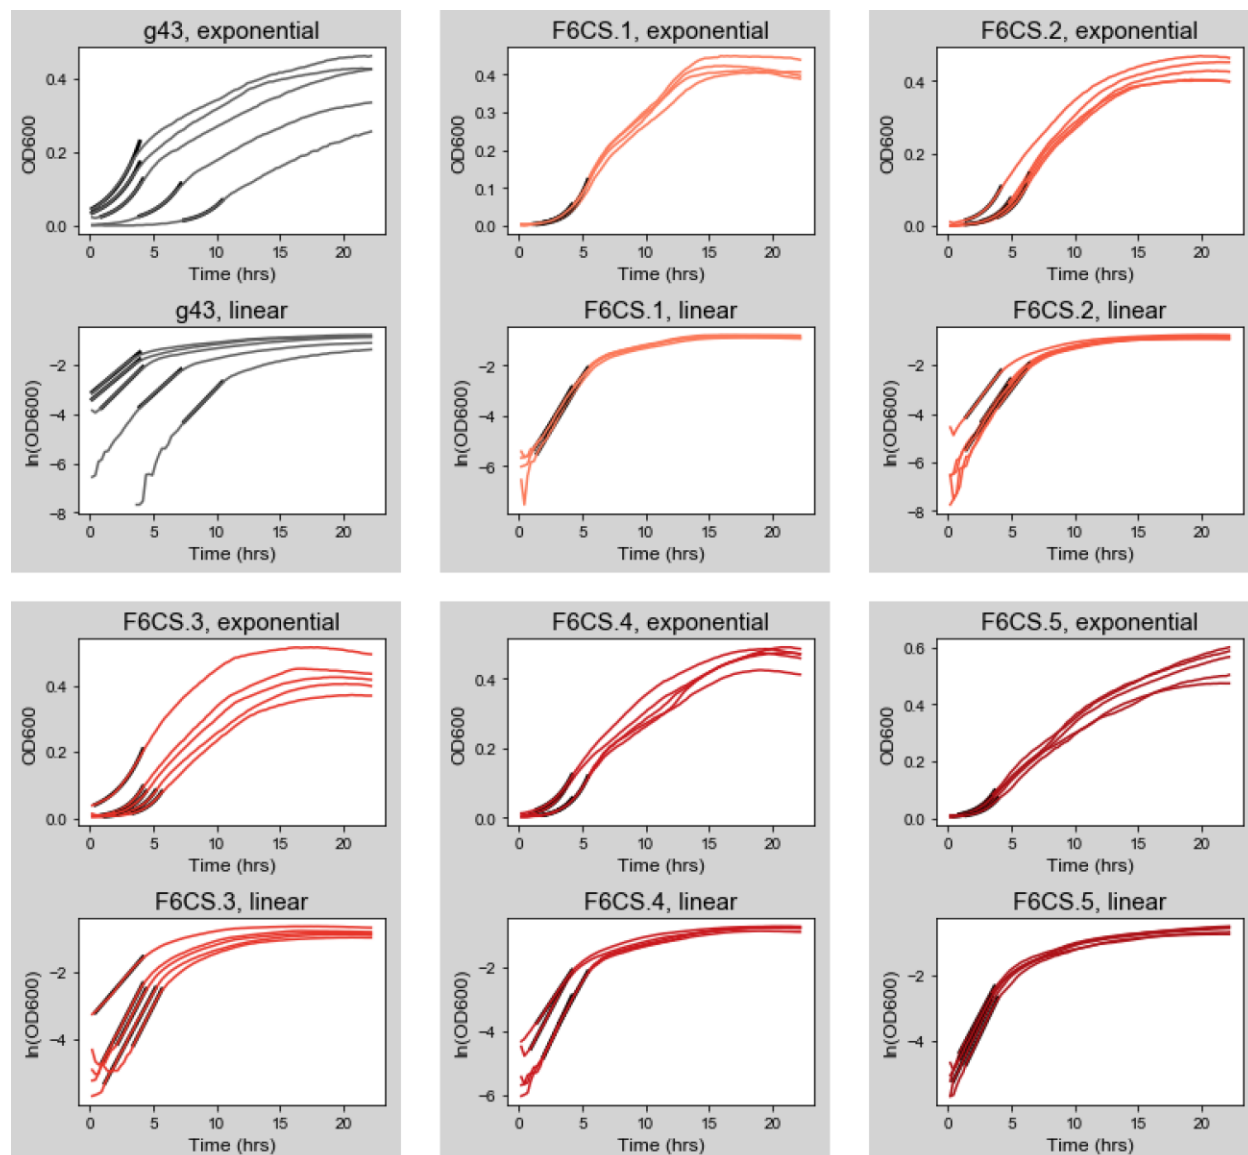 g43, exponential
OD600
0.4
0.2
0.0
0 5 10 15 20
Time (hrs)
g43, linear
ln(OD600)
−2
−4
−6
−8
0 5 10 15 20
Time (hrs)
F6CS.1, exponential
OD600
0.4
0.3
0.2
0.1
0.0
0 5 10 15 20
Time (hrs)
F6CS.1, linear
ln(OD600)
−2
−4
−6
0 5 10 15 20
Time (hrs)
F6CS.2, exponential
OD600
0.4
0.2
0.0
0 5 10 15 20
Time (hrs)
F6CS.2, linear
ln(OD600)
−2
−4
−6
−8
0 5 10 15 20
Time (hrs)
F6CS.3, exponential
OD600
0.4
0.2
0.0
0 5 10 15 20
Time (hrs)
F6CS.3, linear
ln(OD600)
−2
−4
0 5 10 15 20
Time (hrs)
F6CS.4, exponential
OD600
0.4
0.2
0.0
0 5 10 15 20
Time (hrs)
F6CS.4, linear
ln(OD600)
−2
−4
−6
0 5 10 15 20
Time (hrs)
F6CS.5, exponential
OD600
0.6
0.4
0.2
0.0
0 5 10 15 20
Time (hrs)
F6CS.5, linear
ln(OD600)
−2
−4
0 5 10 15 20
Time (hrs)